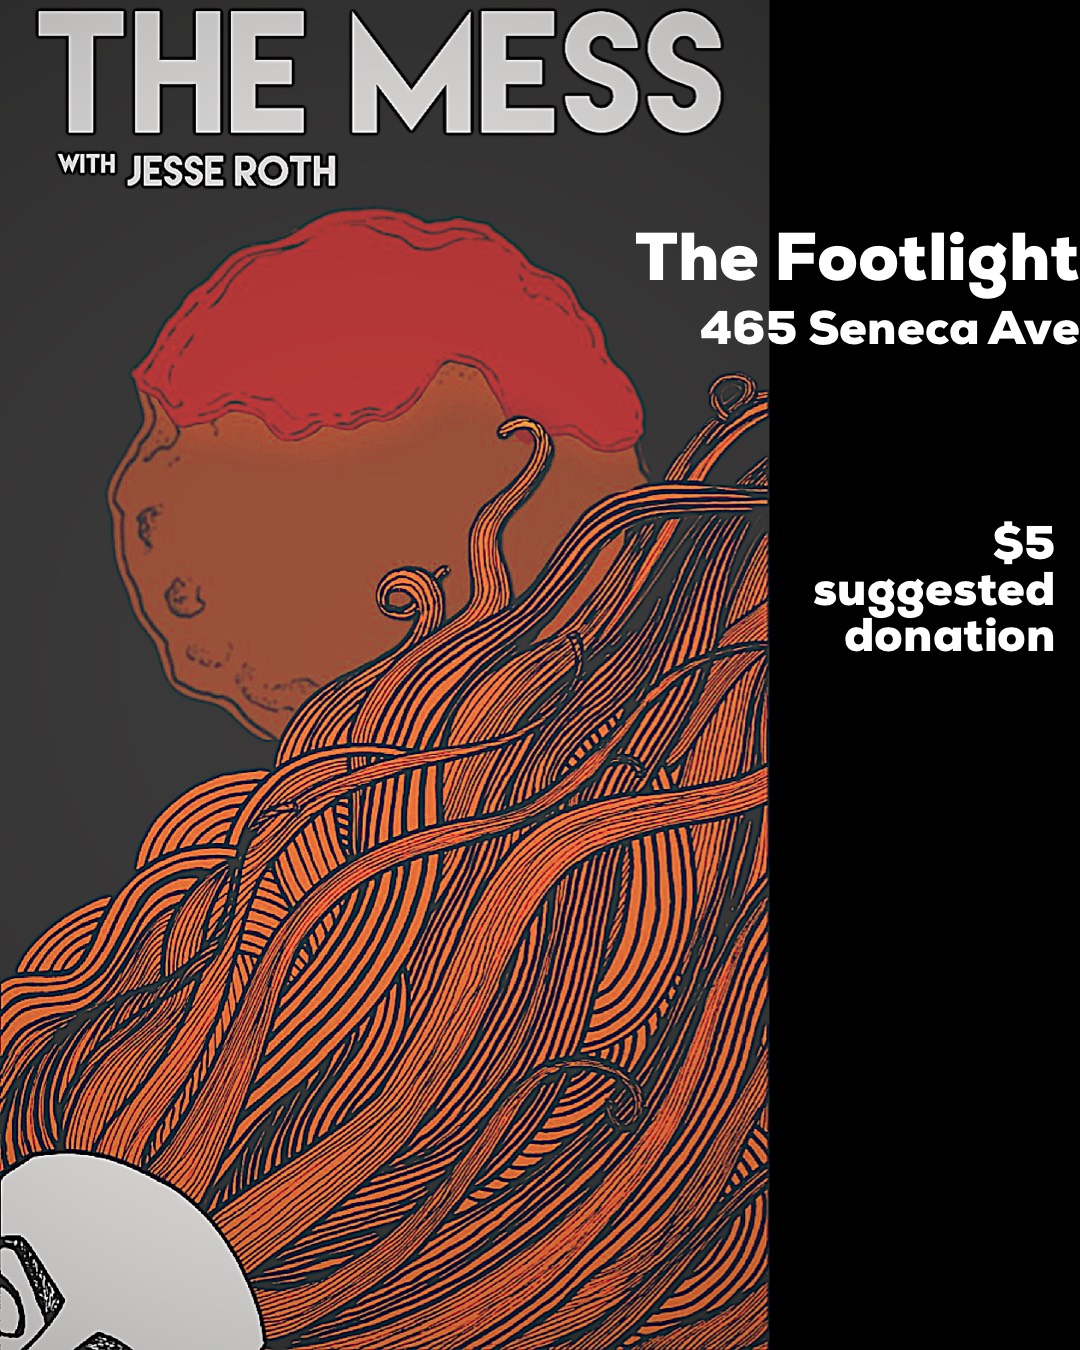 THE MESS
WITH JESSE ROTH
The Footlight
465 Seneca Ave
$5
suggested
donation